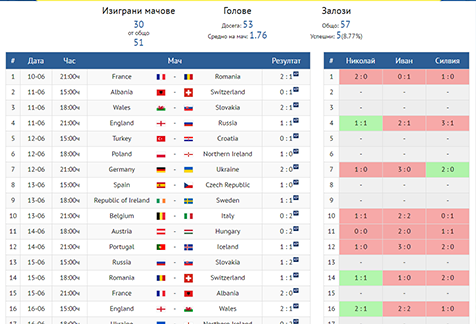 Изиграни мачове
30
от общо
51
Голове
Досега: 53
Средно на мач: 1.76
Залози
Общо: 57
Успешни: 5(8.77%)
# Дата Час Мач Резултат # Николай Иван Силвия
1 10-06 21:00ч France - Romania 2:1 1 2:0 0:1 1:0
2 11-06 15:00ч Albania - Switzerland 0:1 2 - - -
3 11-06 18:00ч Wales - Slovakia 2:1 3 - - -
4 11-06 21:00ч England - Russia 1:1 4 1:1 2:1 3:1
5 12-06 15:00ч Turkey - Croatia 0:1 5 - - -
6 12-06 18:00ч Poland - Northern Ireland 1:0 6 - - -
7 12-06 21:00ч Germany - Ukraine 2:0 7 1:0 3:0 2:0
8 13-06 15:00ч Spain - Czech Republic 1:0 8 - - -
9 13-06 18:00ч Republic of Ireland - Sweden 1:1 9 - - -
10 13-06 21:00ч Belgium - Italy 0:2 10 1:1 2:2 0:1
11 14-06 18:00ч Austria - Hungary 0:2 11 0:0 2:0 1:0
12 14-06 21:00ч Portugal - Iceland 1:1 12 1:0 3:0 2:0
13 15-06 15:00ч Russia - Slovakia 1:2 13 - - -
14 15-06 18:00ч Romania - Switzerland 1:1 14 1:1 1:0 2:0
15 15-06 21:00ч France - Albania 2:0 15 - - -
16 16-06 15:00ч England - Wales 2:1 16 2:1 2:2 1:0
17 16-06 18:00ч Ukraine - Northern Ireland 0:2 17 - - -